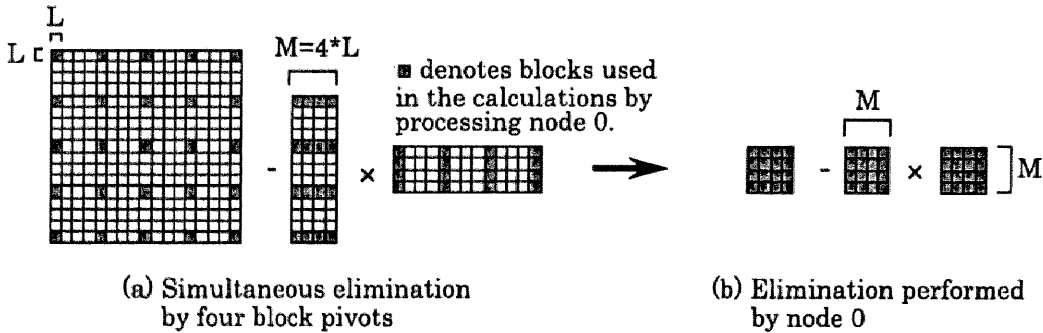 L
L
M=4*L
■ denotes blocks used
in the calculations by
processing node 0.
-
×
M
-
×
M
(a) Simultaneous elimination
by four block pivots
(b) Elimination performed
by node 0